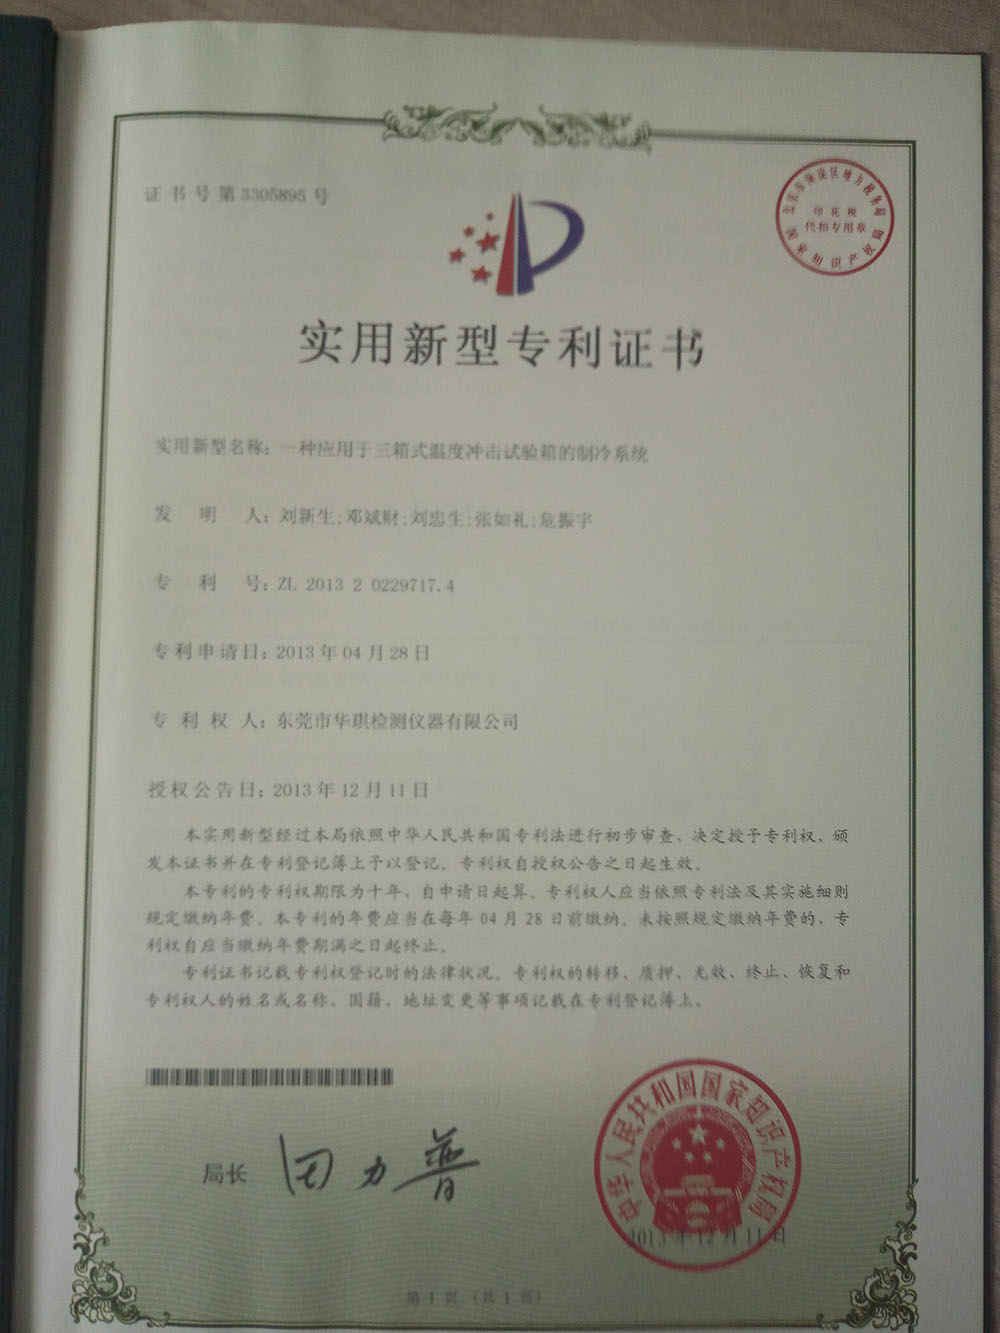 证书号第3305895号
印花税
代扣专用章
国家知识产权局
实用新型专利证书
实用新型名称：一种应用于三箱式温度冲击试验箱的制冷系统
发明人：刘新生;邓斌财;刘忠生;张如礼;危振宇
专利号：ZL 2013 2 0229717.4
专利申请日：2013年04月28日
专利权人：东莞市华琪检测仪器有限公司
授权公告日：2013年12月11日
本实用新型经过本局依照中华人民共和国专利法进行初步审查，决定授予专利权，颁
发本证书并在专利登记簿上予以登记。专利权自授权公告之日起生效。
本专利的专利权期限为十年，自申请日起算。专利权人应当依照专利法及其实施细则
规定缴纳年费。本专利的年费应当在每年04月28日前缴纳。未按照规定缴纳年费的，专
利权自应当缴纳年费期满之日起终止。
专利证书记载专利权登记时的法律状况。专利权的转移、质押、无效、终止、恢复和
专利权人的姓名或名称、国籍、地址变更等事项记载在专利登记簿上。
局长 田力普
中华人民共和国国家知识产权局
2013年12月11日
第1页（共1页）